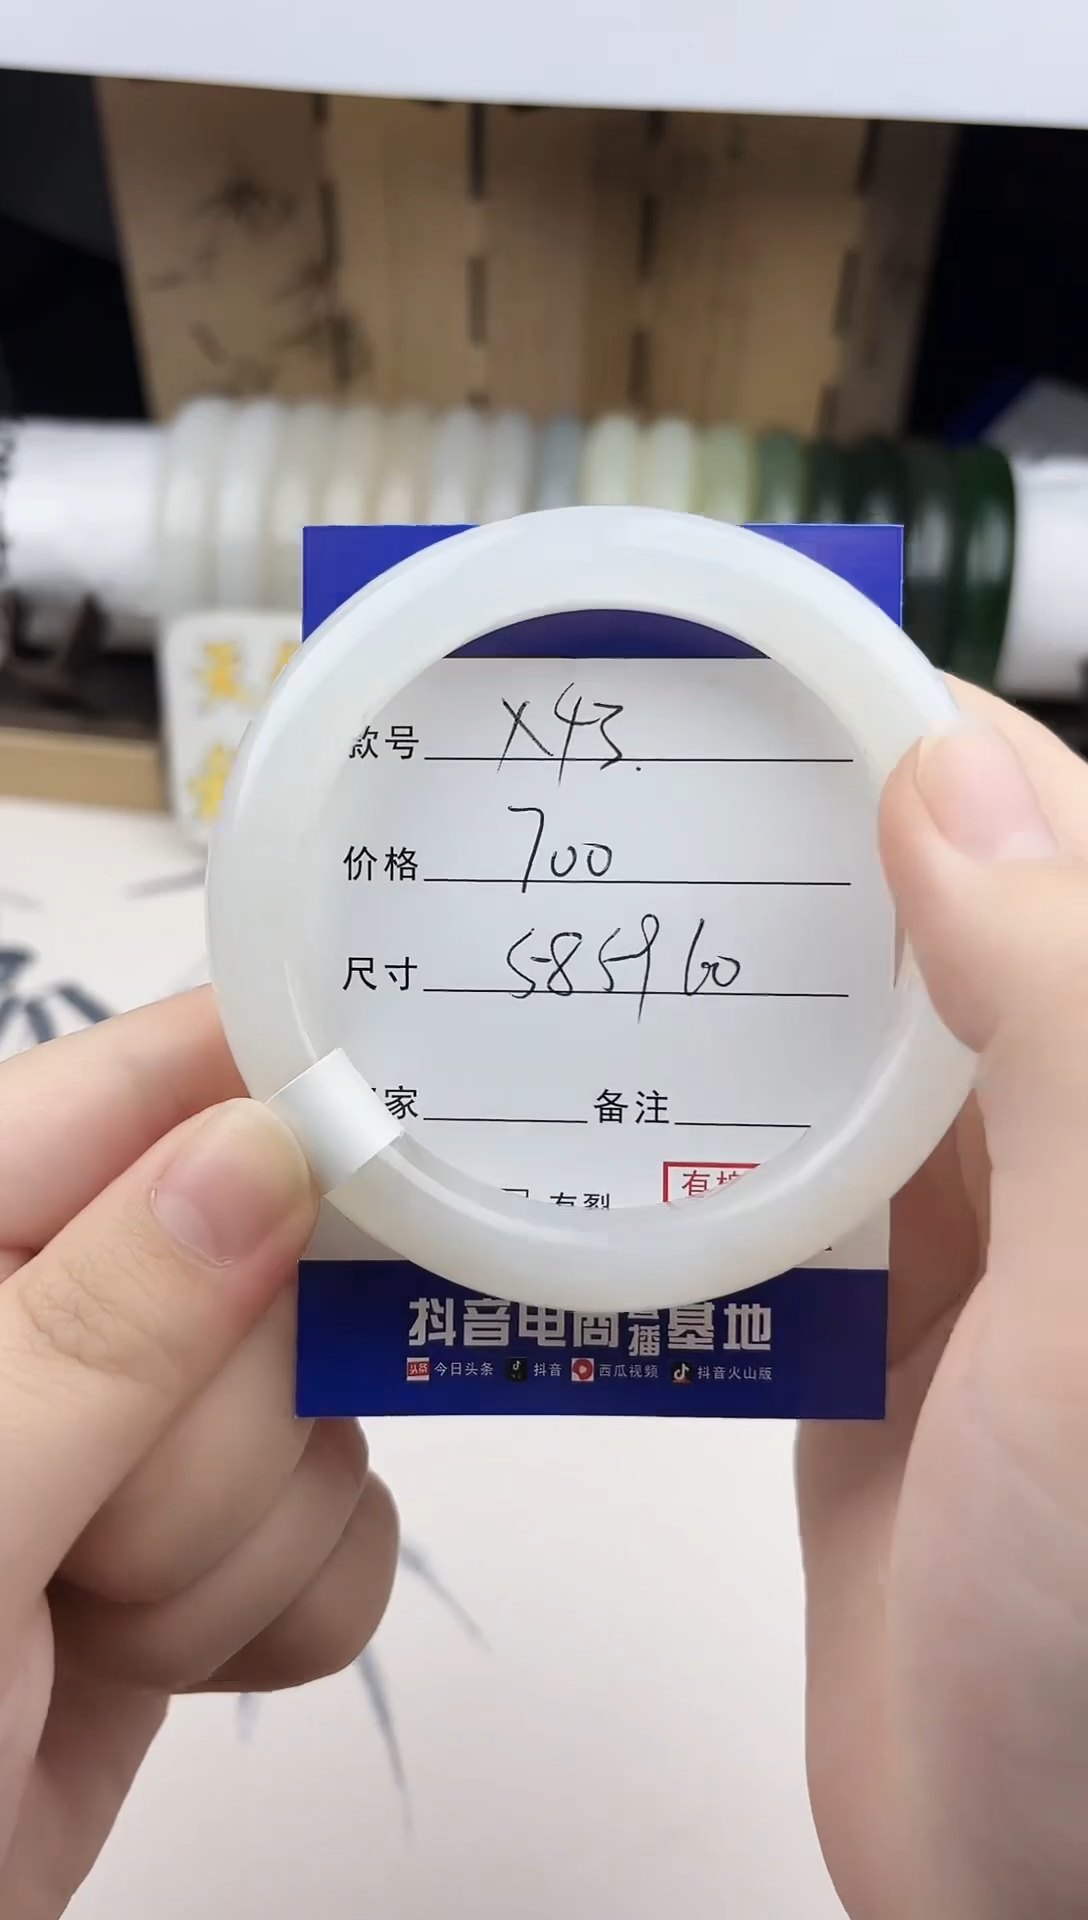 款号 X43.
价格 700
尺寸 58 59 60
家 备注
有裂
有
抖音电商直播基地
今日头条 抖音 西瓜视频 抖音火山版